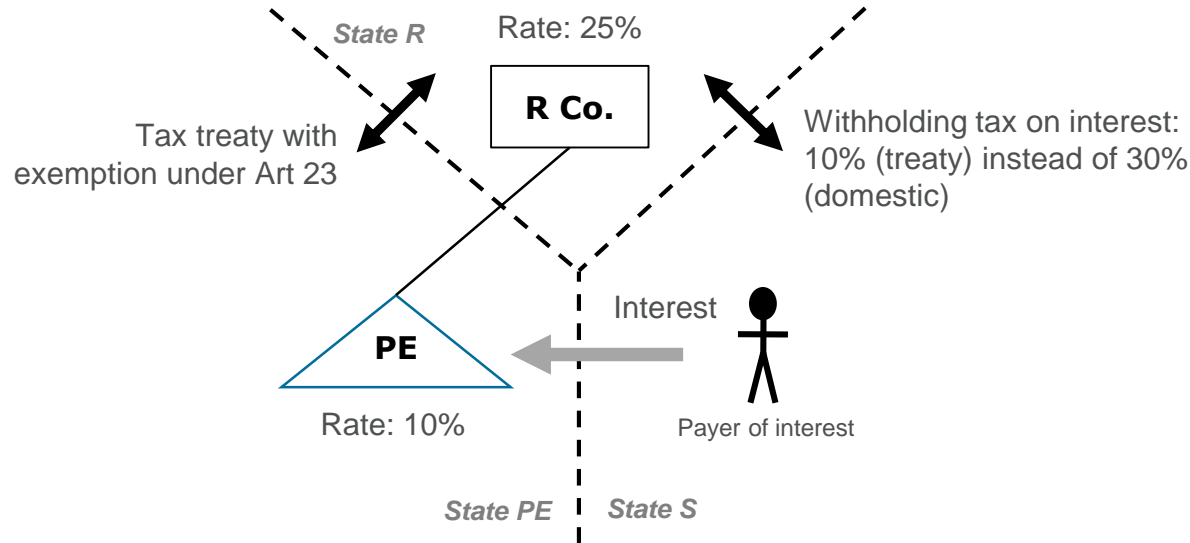 State R
Rate: 25%
R Co.
Tax treaty with
exemption under Art 23
Withholding tax on interest:
10% (treaty) instead of 30%
(domestic)
Interest
PE
Rate: 10%
Payer of interest
State PE
State S